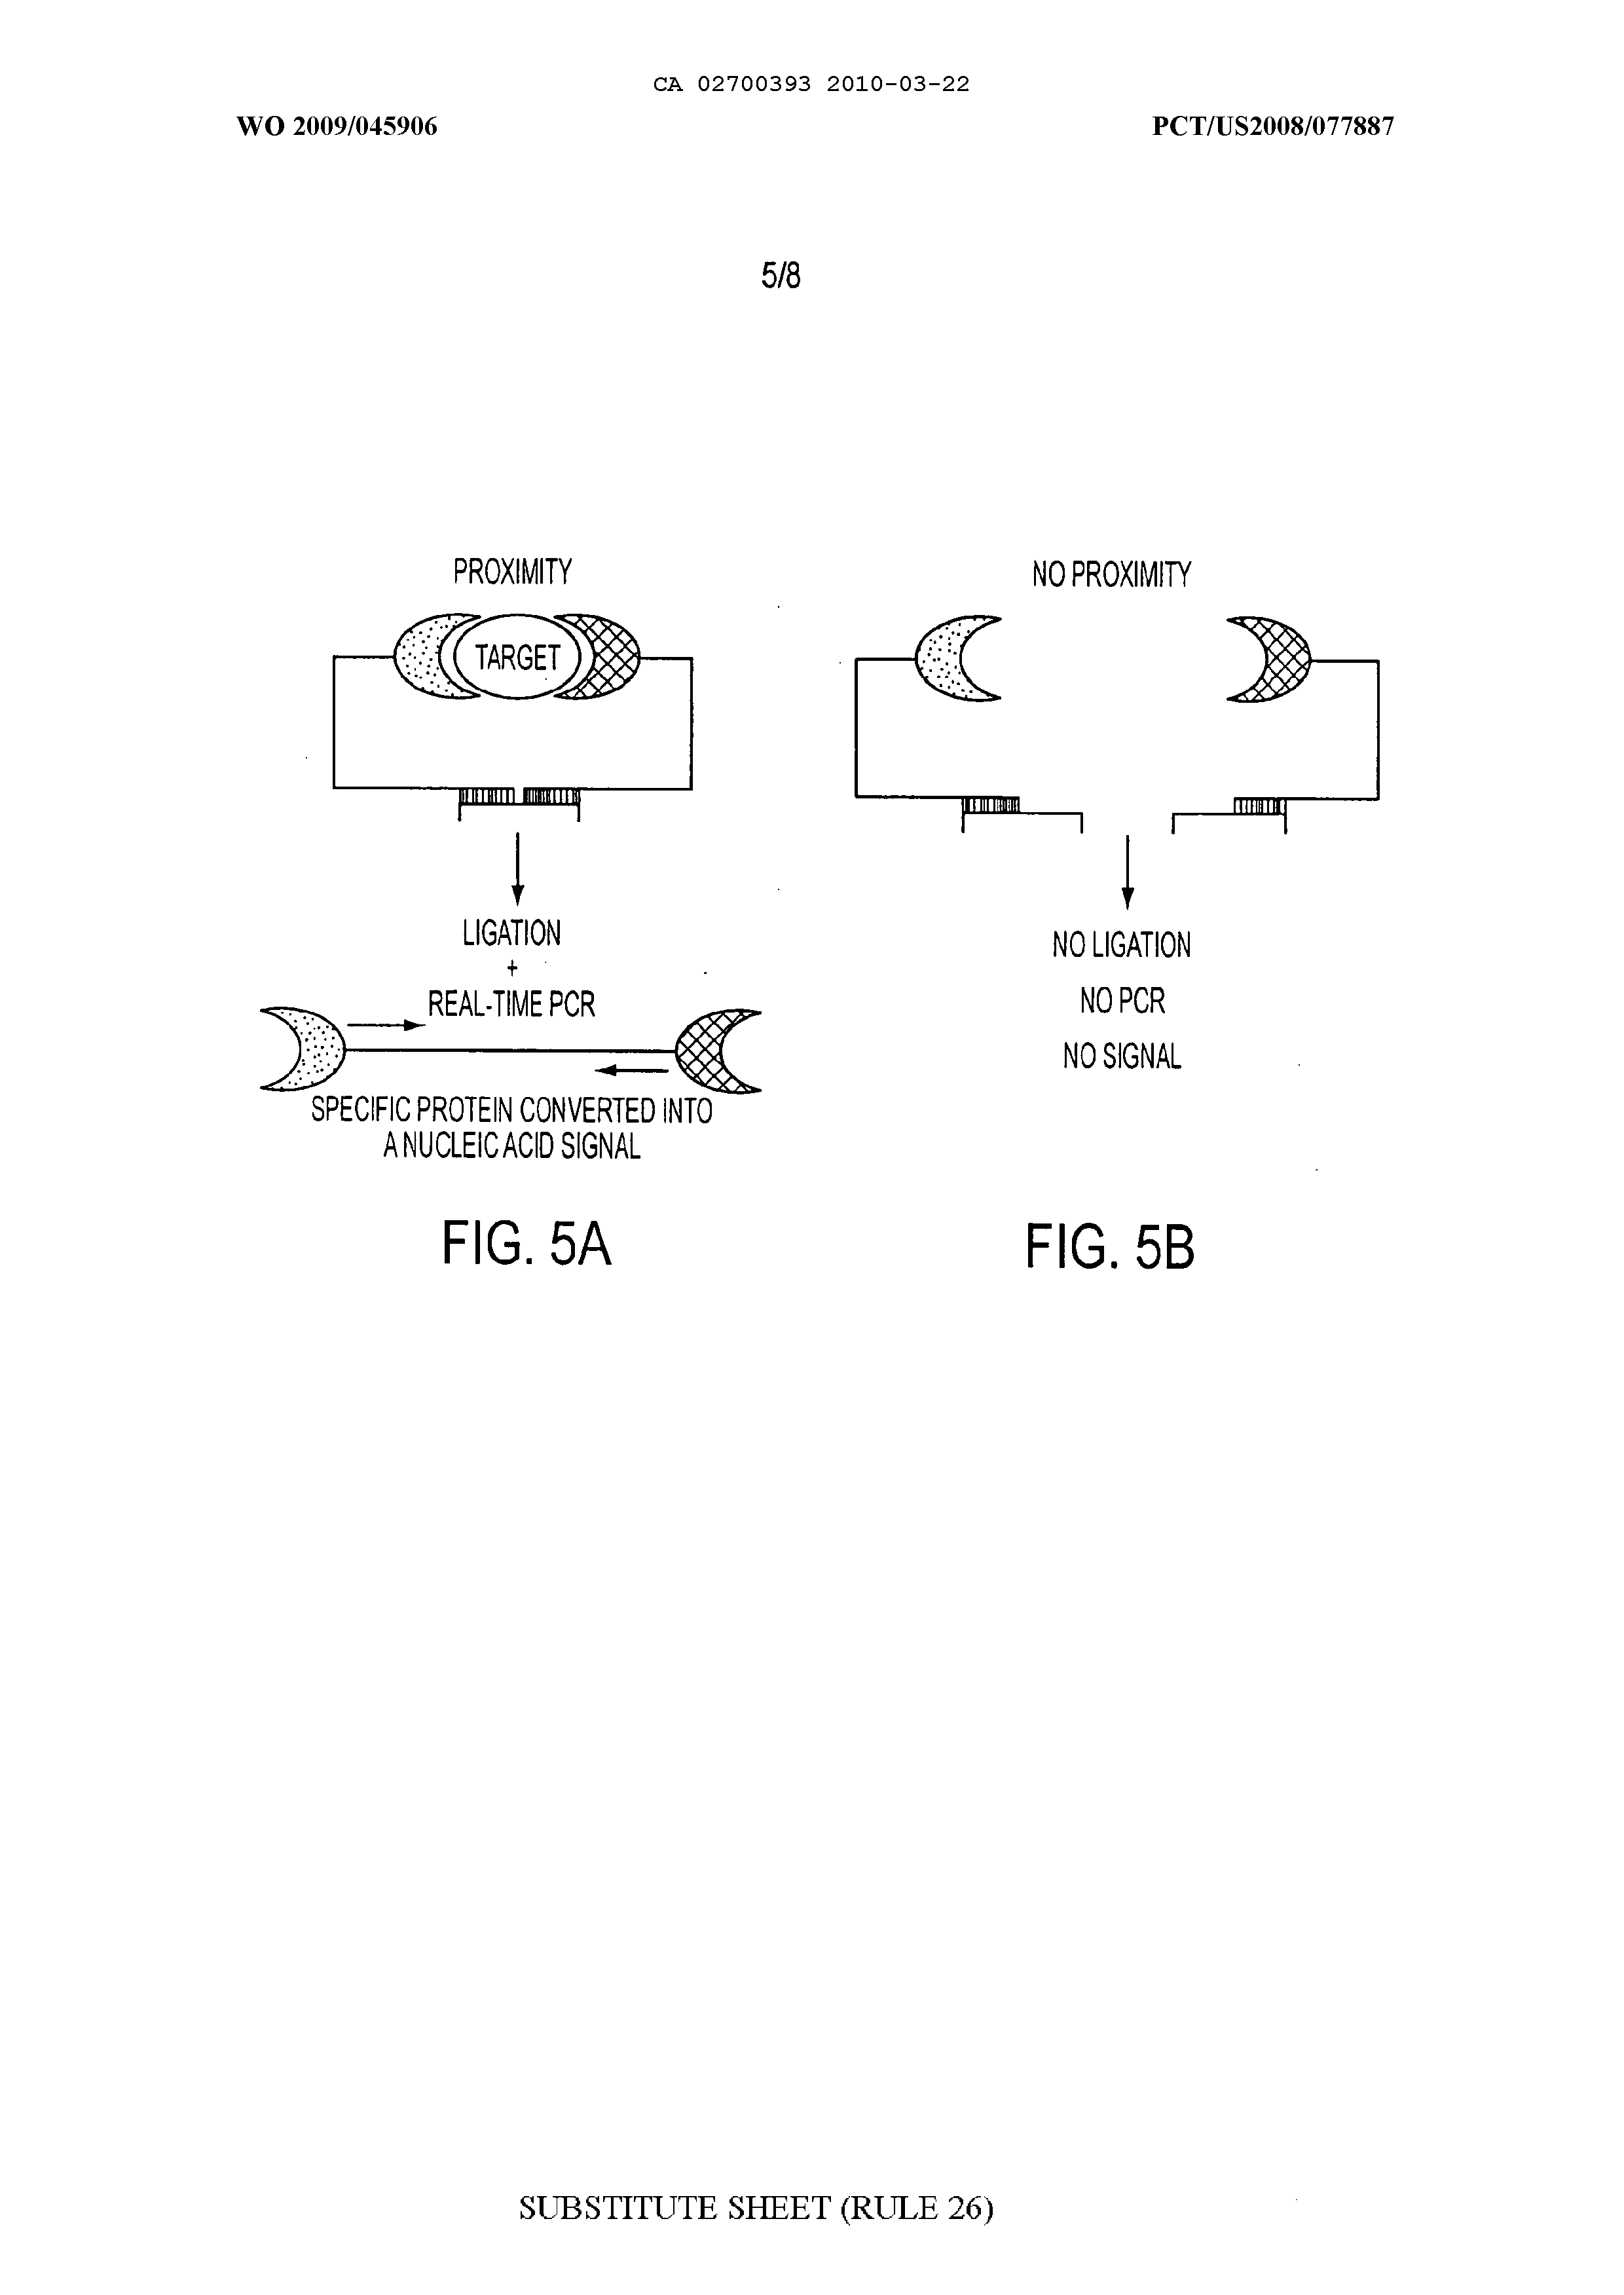 CA 02700393 2010-03-22
WO 2009/045906
PCT/US2008/077887
5/8
PROXIMITY
TARGET
LIGATION
+
REAL-TIME PCR
SPECIFIC PROTEIN CONVERTED INTO
A NUCLEIC ACID SIGNAL
FIG. 5A
NO PROXIMITY
NO LIGATION
NO PCR
NO SIGNAL
FIG. 5B
SUBSTITUTE SHEET (RULE 26)